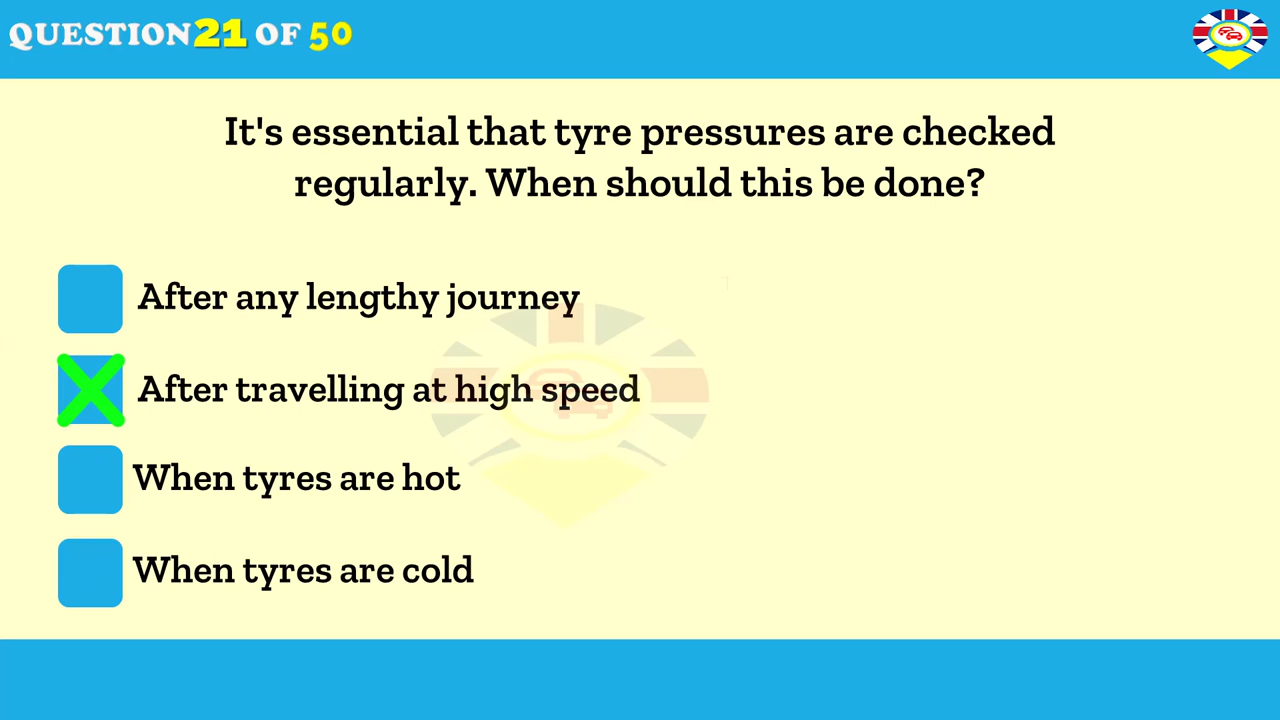 QUESTION 21 OF 50
It's essential that tyre pressures are checked
regularly. When should this be done?
After any lengthy journey
After travelling at high speed
When tyres are hot
When tyres are cold